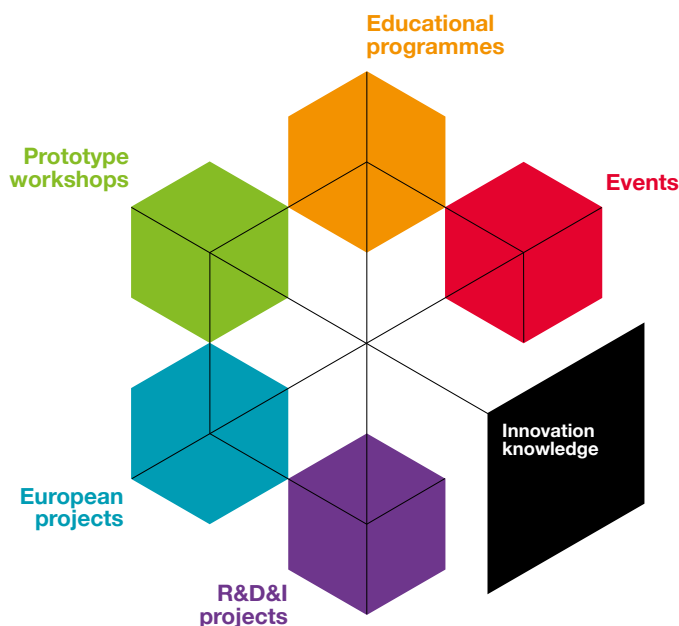 Educational
programmes
Prototype
workshops
Events
Innovation
knowledge
European
projects
R&D&I
projects